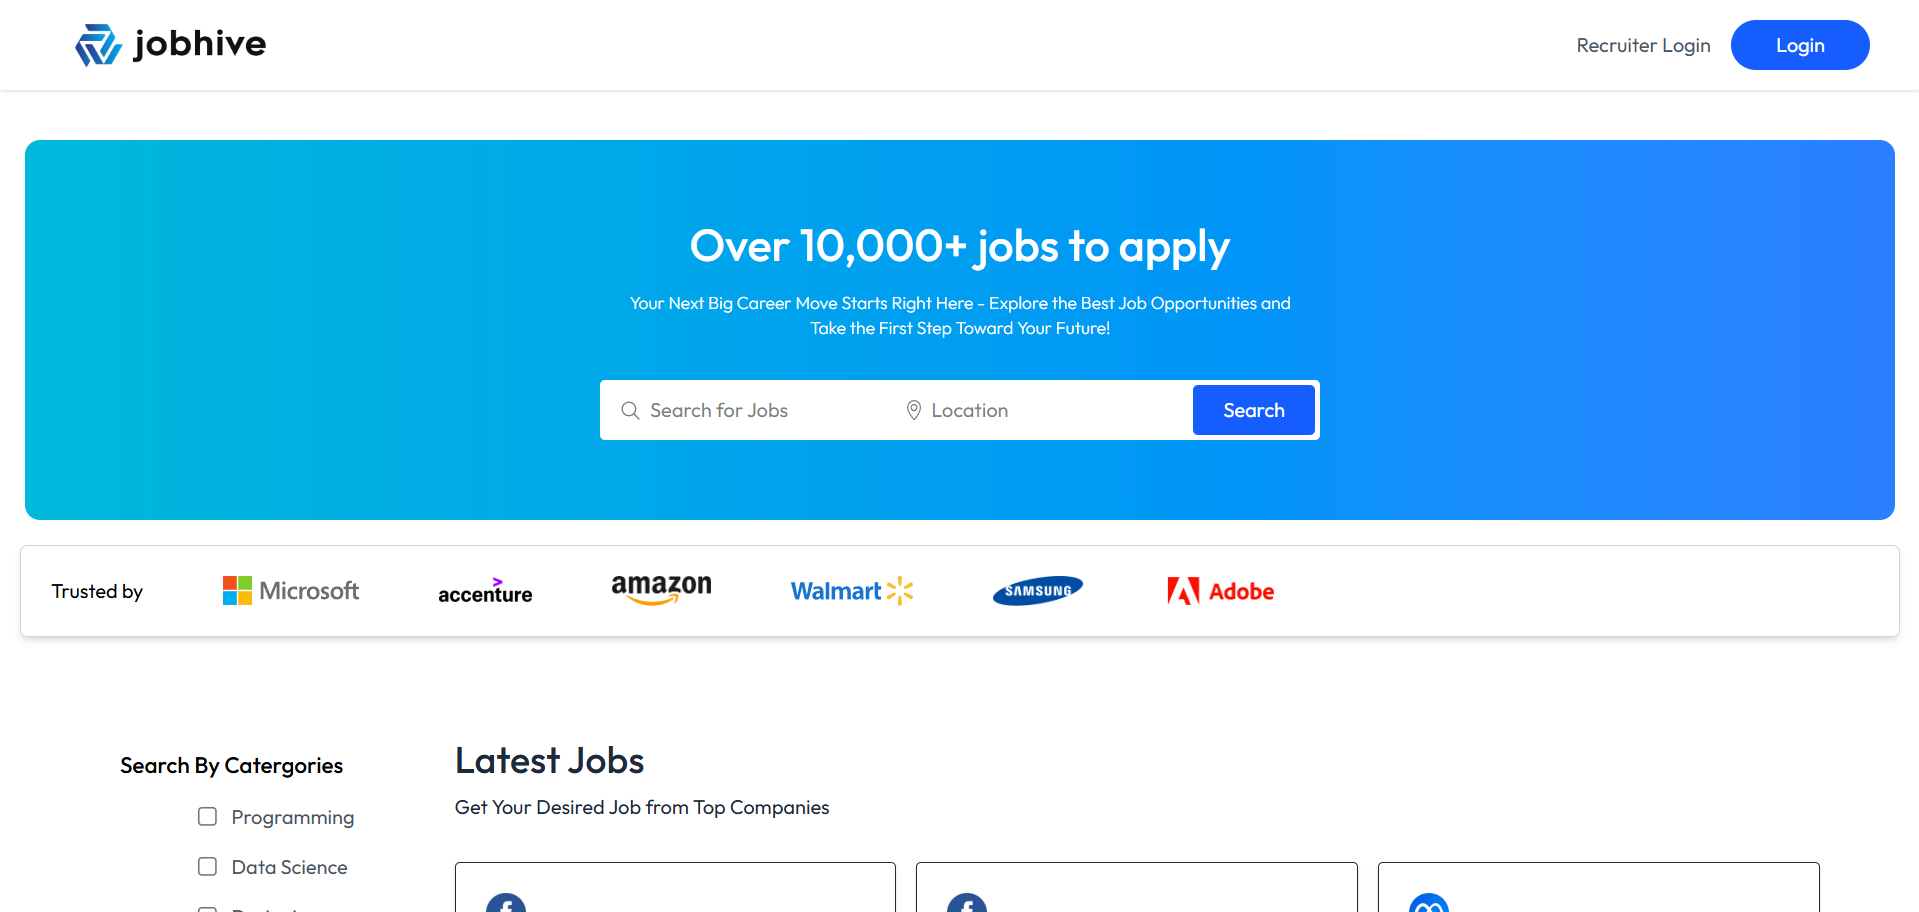 jobhive
Recruiter Login
Login
Over 10,000+ jobs to apply
Your Next Big Career Move Starts Right Here - Explore the Best Job Opportunities and
Take the First Step Toward Your Future!
Search for Jobs
Location
Search
Trusted by
Microsoft
accenture
amazon
Walmart
SAMSUNG
Adobe
Search By Catergories
Programming
Data Science
Latest Jobs
Get Your Desired Job from Top Companies